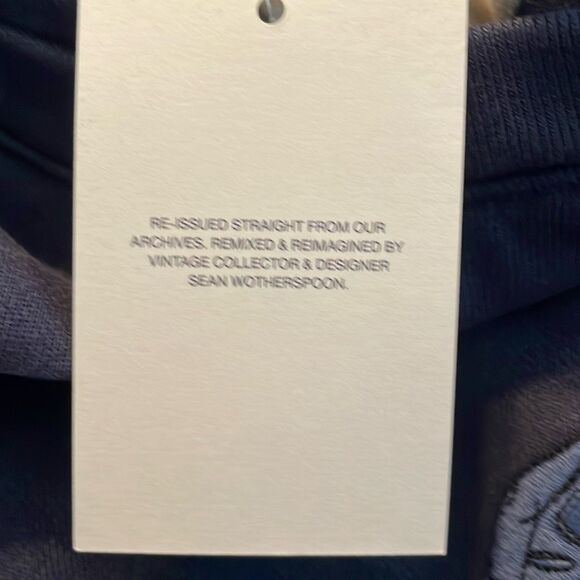 RE-ISSUED STRAIGHT FROM OUR
ARCHIVES. REMIXED & REIMAGINED BY
VINTAGE COLLECTOR & DESIGNER
SEAN WOTHERSPOON.